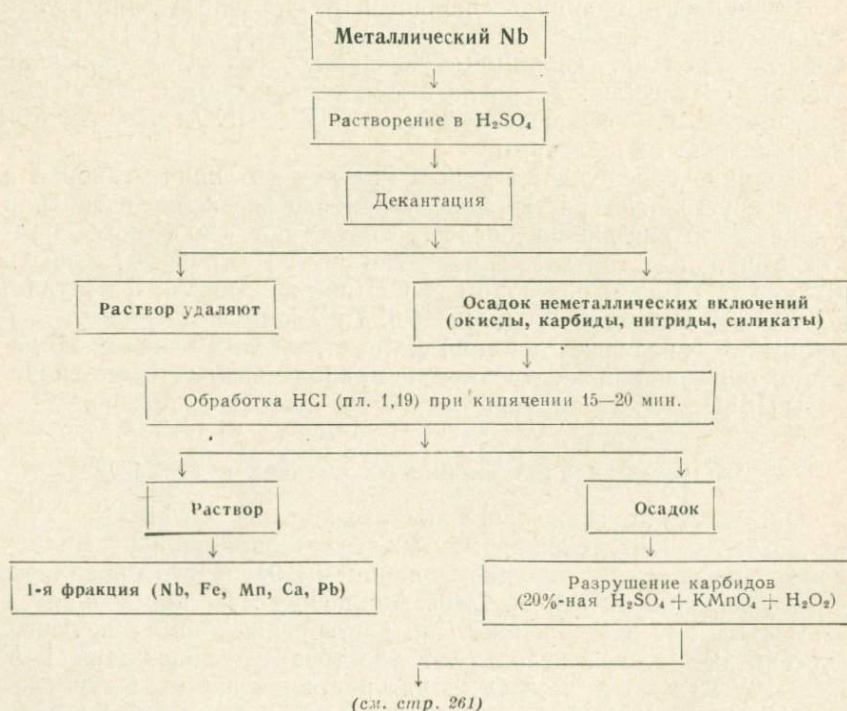 Металлический Nb
Растворение в H₂SO₄
Декантация
Раствор удаляют
Осадок неметаллических включений
(окислы, карбиды, нитриды, силикаты)
Обработка HCl (пл. 1,19) при кипячении 15—20 мин.
Раствор
Осадок
1-я фракция (Nb, Fe, Mn, Ca, Pb)
Разрушение карбидов
(20%-ная H₂SO₄ + KMnO₄ + H₂O₂)
(см. стр. 261)